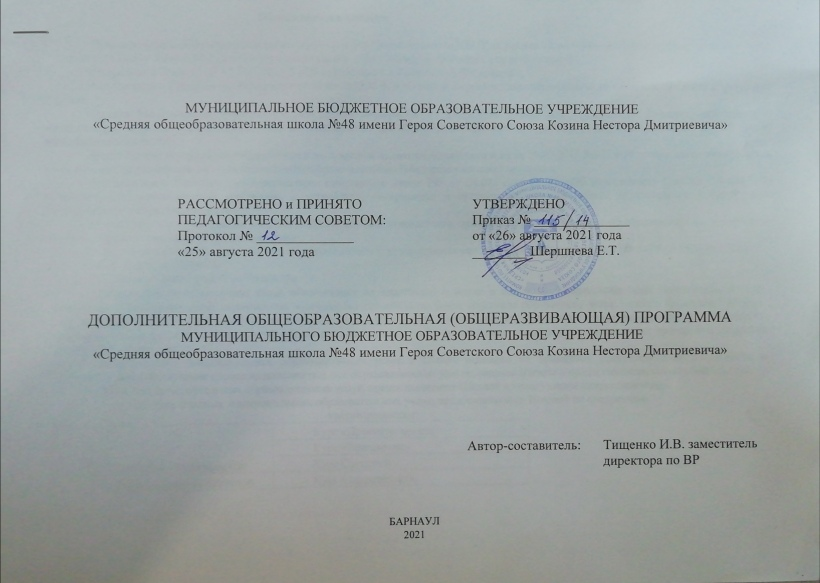 МУНИЦИПАЛЬНОЕ БЮДЖЕТНОЕ ОБРАЗОВАТЕЛЬНОЕ УЧРЕЖДЕНИЕ
«Средняя общеобразовательная школа №48 имени Героя Советского Союза Козина Нестора Дмитриевича»
РАССМОТРЕНО и ПРИНЯТО
ПЕДАГОГИЧЕСКИМ СОВЕТОМ:
Протокол № 12
«25» августа 2021 года
УТВЕРЖДЕНО
Приказ № 115/14
от «26» августа 2021 года
Шершнева Е.Т.
ДОПОЛНИТЕЛЬНАЯ ОБЩЕОБРАЗОВАТЕЛЬНАЯ (ОБЩЕРАЗВИВАЮЩАЯ) ПРОГРАММА
МУНИЦИПАЛЬНОГО БЮДЖЕТНОЕ ОБРАЗОВАТЕЛЬНОЕ УЧРЕЖДЕНИЕ
«Средняя общеобразовательная школа №48 имени Героя Советского Союза Козина Нестора Дмитриевича»
Автор-составитель: Тищенко И.В. заместитель
директора по ВР
БАРНАУЛ
2021